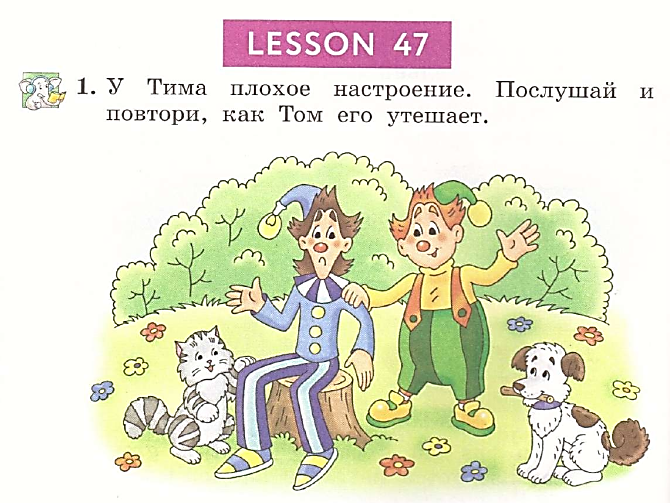 LESSON 47
1. У Тима плохое настроение. Послушай и
повтори, как Том его утешает.